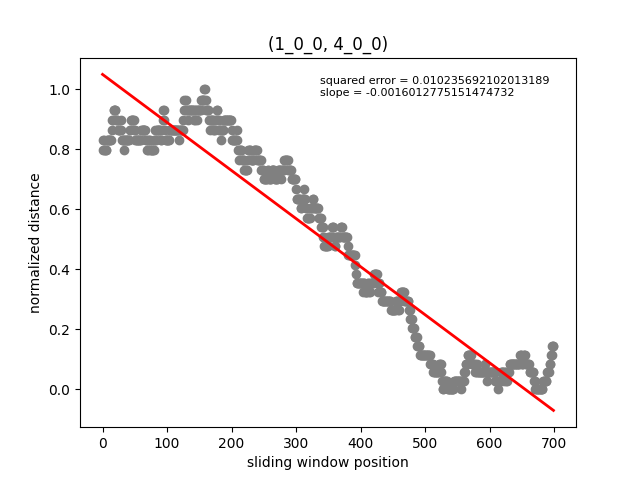 (1_0_0, 4_0_0)
squared error = 0.010235692102013189
slope = -0.0016012775151474732
1.0
0.8
0.6
0.4
0.2
0.0
normalized distance
0 100 200 300 400 500 600 700
sliding window position